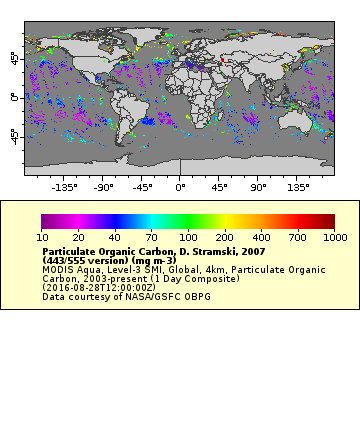 45°
0°
-45°
-135° -90° -45° 0° 45° 90° 135°
10 20 40 70 100 200 400 700 1000
Particulate Organic Carbon, D. Stramski, 2007
(443/555 version) (mg m-3)
MODIS Aqua, Level-3 SMI, Global, 4km, Particulate Organic
Carbon, 2003-present (1 Day Composite)
(2016-08-28T12:00:00Z)
Data courtesy of NASA/GSFC OBPG